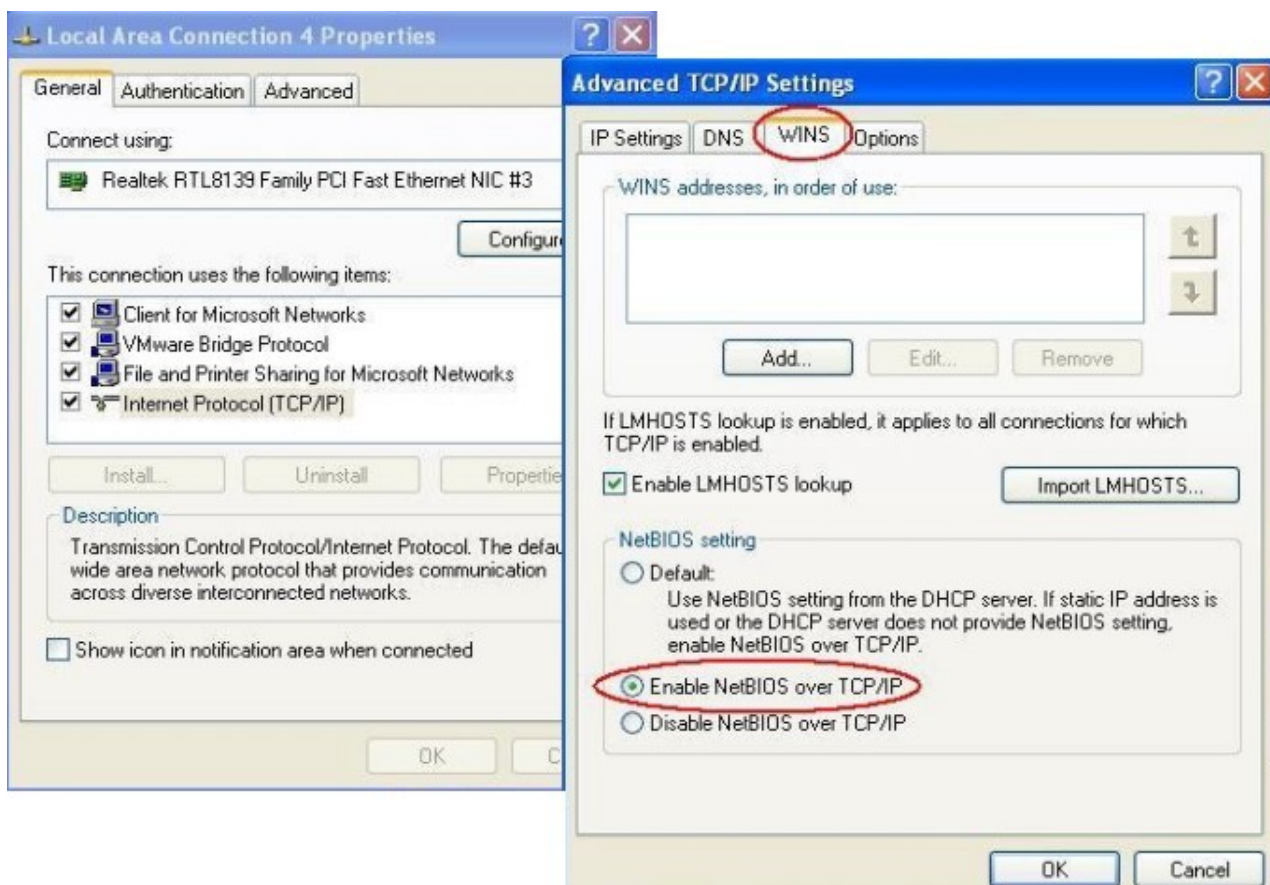 Local Area Connection 4 Properties
General
Authentication
Advanced
Connect using:
Realtek RTL8139 Family PCI Fast Ethernet NIC #3
This connection uses the following items:
Client for Microsoft Networks
VMware Bridge Protocol
File and Printer Sharing for Microsoft Networks
Internet Protocol (TCP/IP)
Install...
Uninstall
Description
Transmission Control Protocol/Internet Protocol. The
wide area network protocol that provides communication
across diverse interconnected networks.
Show icon in notification area when connected
OK
Advanced TCP/IP Settings
IP Settings
DNS
WINS
Options
WINS addresses, in order of use:
Add...
Edit...
Remove
If LMHOSTS lookup is enabled, it applies to all connections for which
TCP/IP is enabled.
Enable LMHOSTS lookup
Import LMHOSTS...
NetBIOS setting
Default:
Use NetBIOS setting from the DHCP server. If static IP address is
used or the DHCP server does not provide NetBIOS setting,
enable NetBIOS over TCP/IP.
Enable NetBIOS over TCP/IP
Disable NetBIOS over TCP/IP
OK
Cancel